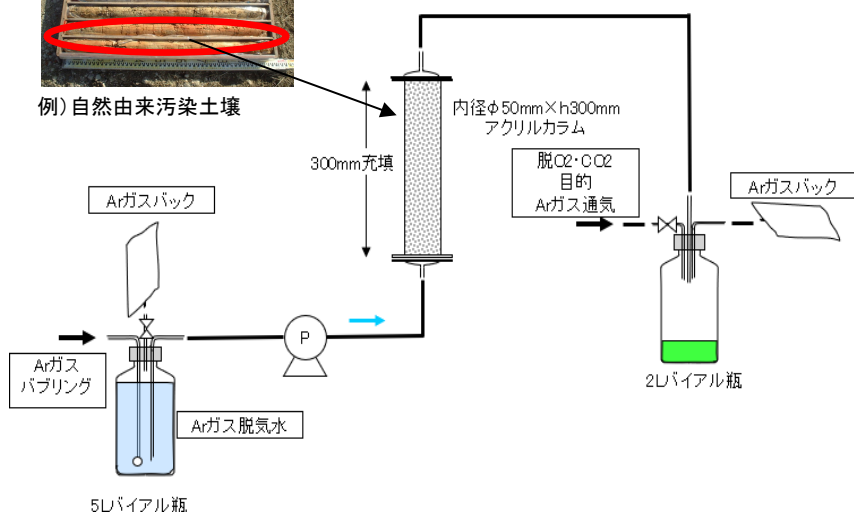 例)自然由来汚染土壌
300mm充填
内径φ50mm×h300mm
アクリルカラム
脱O2・CO2
目的
Arガス通気
Arガスバック
Arガスバック
Arガス
バブリング
P
Arガス脱気水
5Lバイアル瓶
2Lバイアル瓶